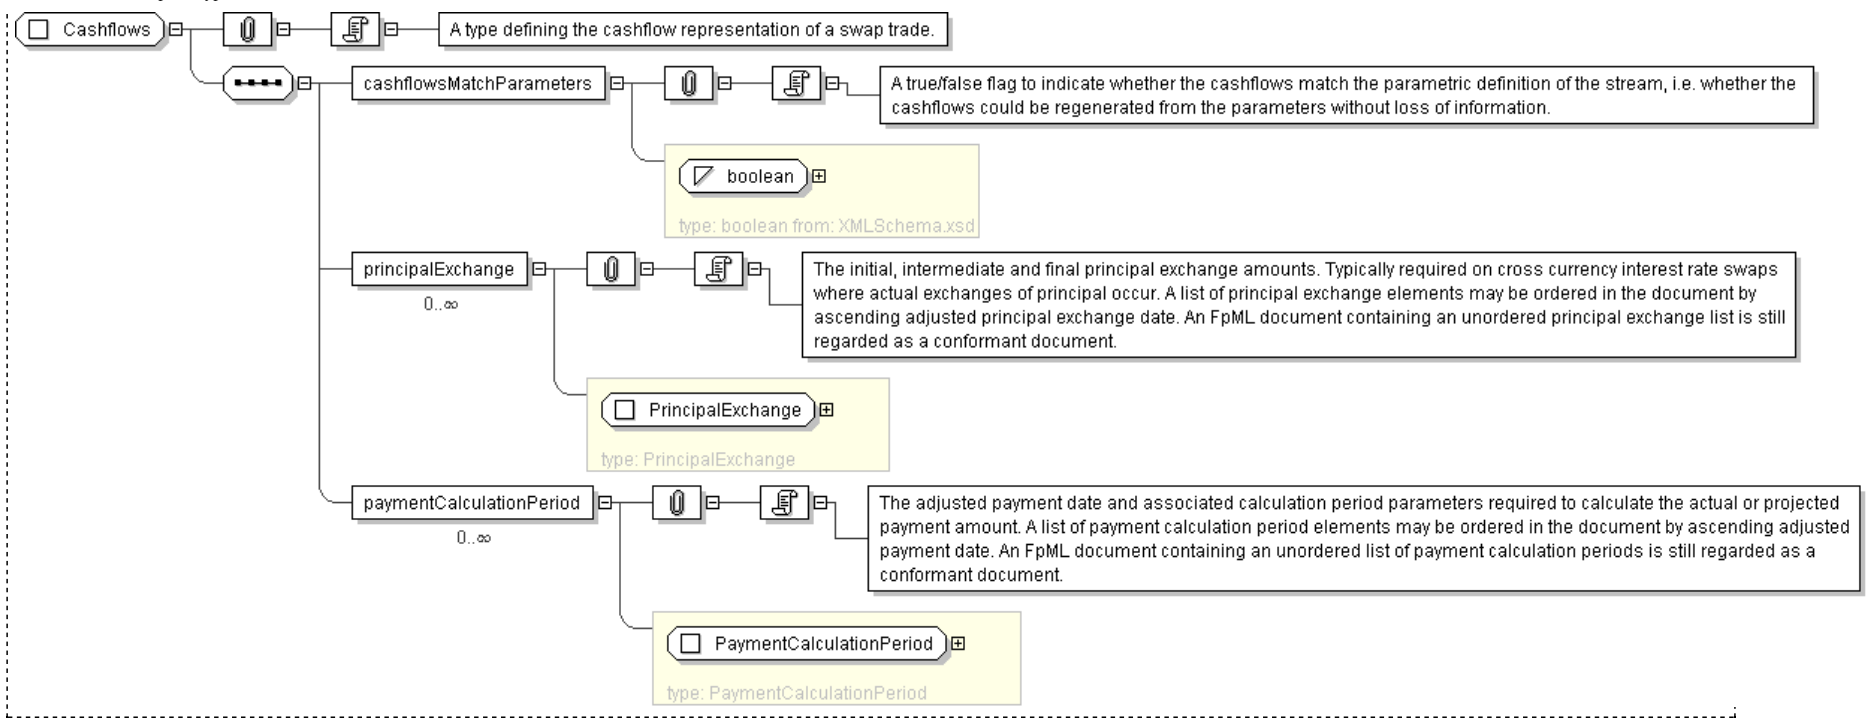 Cashflows
A type defining the cashflow representation of a swap trade.
cashflowsMatchParameters
A true/false flag to indicate whether the cashflows match the parametric definition of the stream, i.e. whether the
cashflows could be regenerated from the parameters without loss of information.
boolean
type: boolean from: XMLSchema.xsd
principalExchange
0..∞
The initial, intermediate and final principal exchange amounts. Typically required on cross currency interest rate swaps
where actual exchanges of principal occur. A list of principal exchange elements may be ordered in the document by
ascending adjusted principal exchange date. An FpML document containing an unordered principal exchange list is still
regarded as a conformant document.
PrincipalExchange
type: PrincipalExchange
paymentCalculationPeriod
0..∞
The adjusted payment date and associated calculation period parameters required to calculate the actual or projected
payment amount. A list of payment calculation period elements may be ordered in the document by ascending adjusted
payment date. An FpML document containing an unordered list of payment calculation periods is still regarded as a
conformant document.
PaymentCalculationPeriod
type: PaymentCalculationPeriod